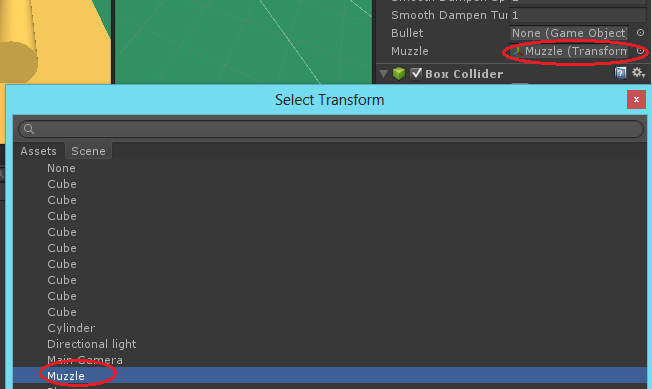 Smooth Dampen Tur 1
Bullet None (Game Object
Muzzle Muzzle (Transform
Box Collider
Select Transform
x
Assets Scene
None
Cube
Cube
Cube
Cube
Cube
Cube
Cube
Cube
Cube
Cylinder
Directional light
Main Camera
Muzzle